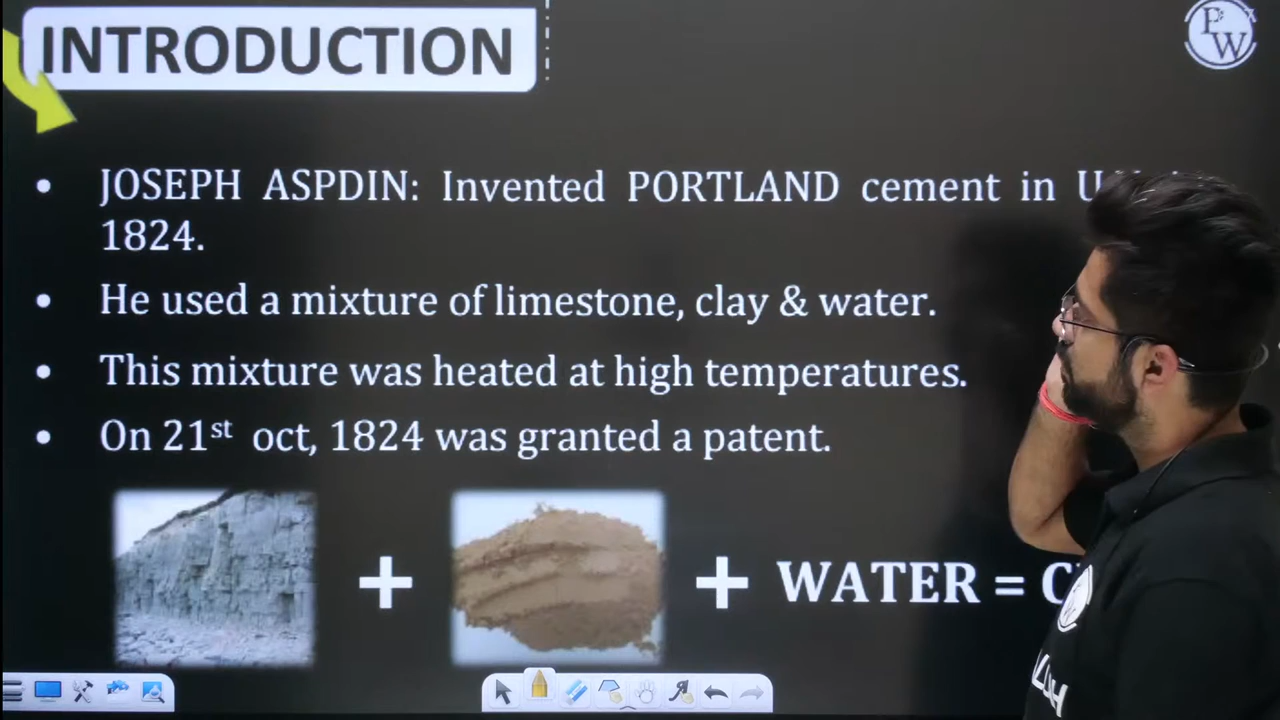 INTRODUCTION
PW
• JOSEPH ASPDIN: Invented PORTLAND cement in
1824.
• He used a mixture of limestone, clay & water.
• This mixture was heated at high temperatures.
• On 21st oct, 1824 was granted a patent.
+ + WATER =